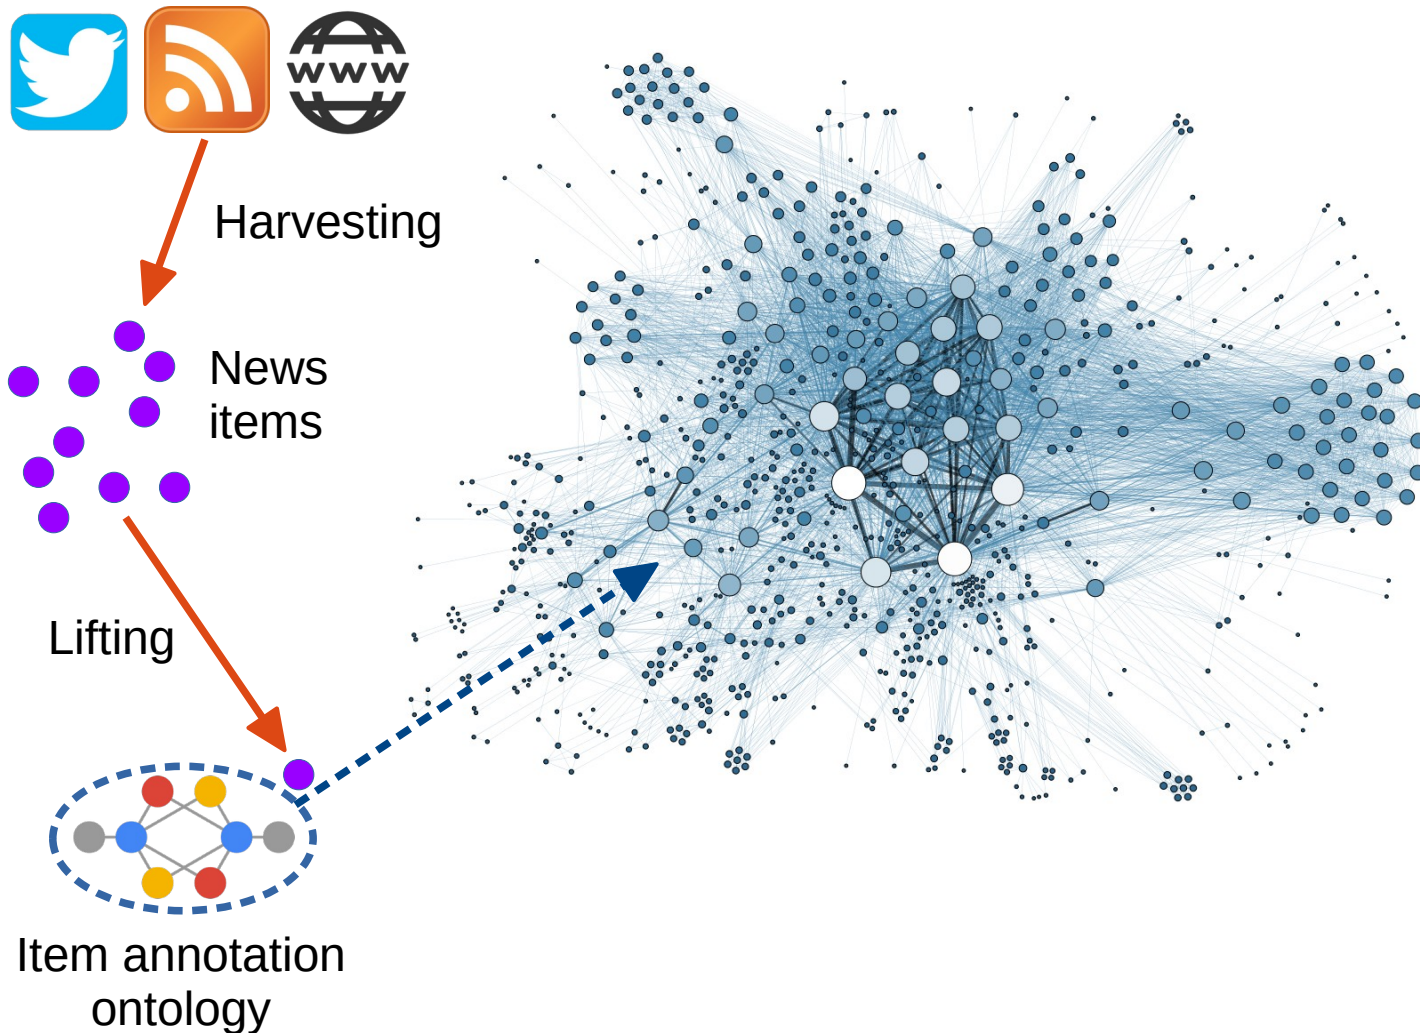 WWW
Harvesting
News
items
Lifting
Item annotation
ontology